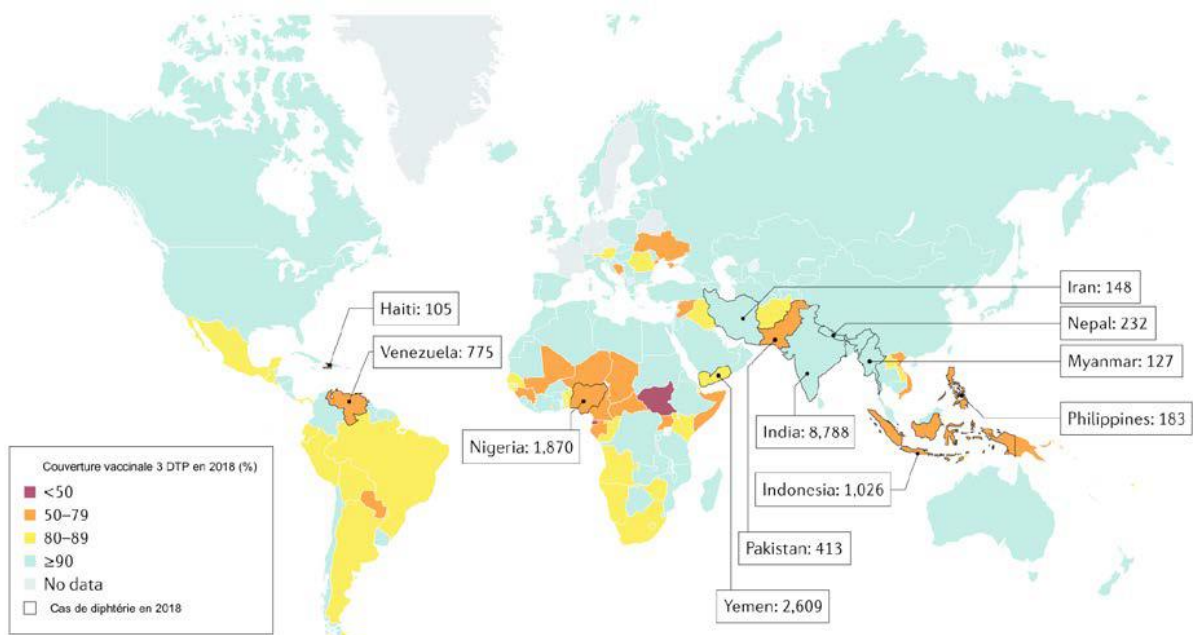 Haiti: 105
Venezuela: 775
Nigeria: 1,870
Iran: 148
Nepal: 232
Myanmar: 127
Philippines: 183
India: 8,788
Indonesia: 1,026
Pakistan: 413
Yemen: 2,609
Couverture vaccinale 3 DTP en 2018 (%)
<50
50–79
80–89
≥90
No data
Cas de diphtérie en 2018